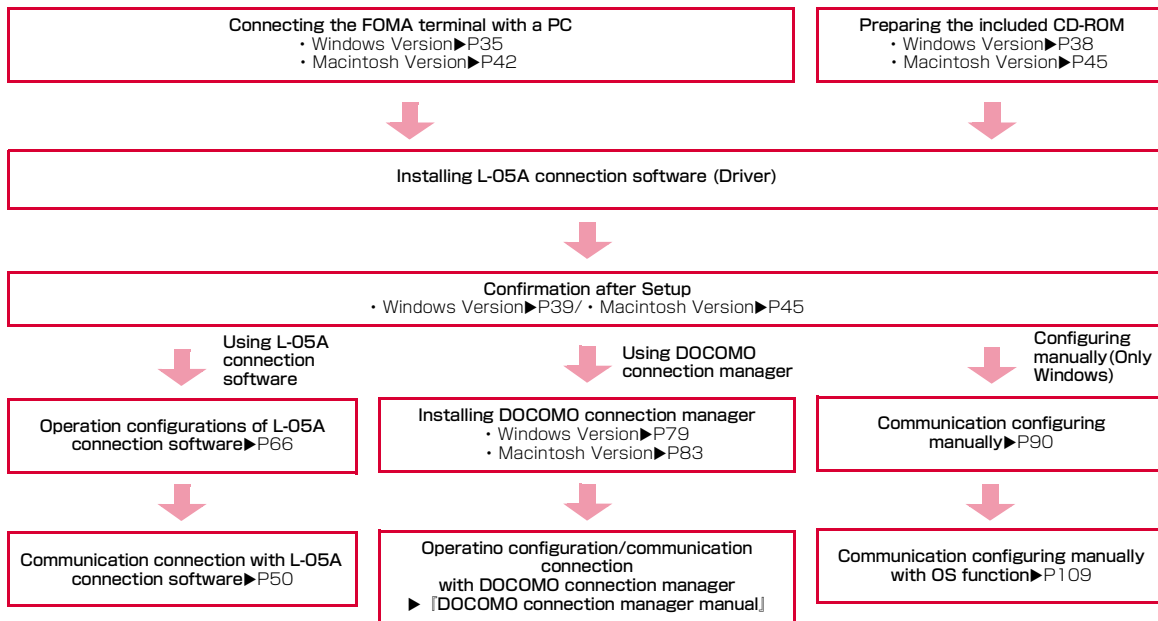 Connecting the FOMA terminal with a PC
・Windows Version▶P35
・Macintosh Version▶P42
Preparing the included CD-ROM
・Windows Version▶P38
・Macintosh Version▶P45
Installing L-05A connection software (Driver)
Confirmation after Setup
・Windows Version▶P39/・Macintosh Version▶P45
Using L-05A
connection
software
Using DOCOMO
connection manager
Configuring
manually(Only
Windows)
Operation configurations of L-05A
connection software▶P66
Installing DOCOMO connection manager
・Windows Version▶P79
・Macintosh Version▶P83
Communication configuring
manually▶P90
Communication connection with L-05A
connection software▶P50
Operatino configuration/communication
connection
with DOCOMO connection manager
▶『DOCOMO connection manager manual』
Communication configuring manually
with OS function▶P109